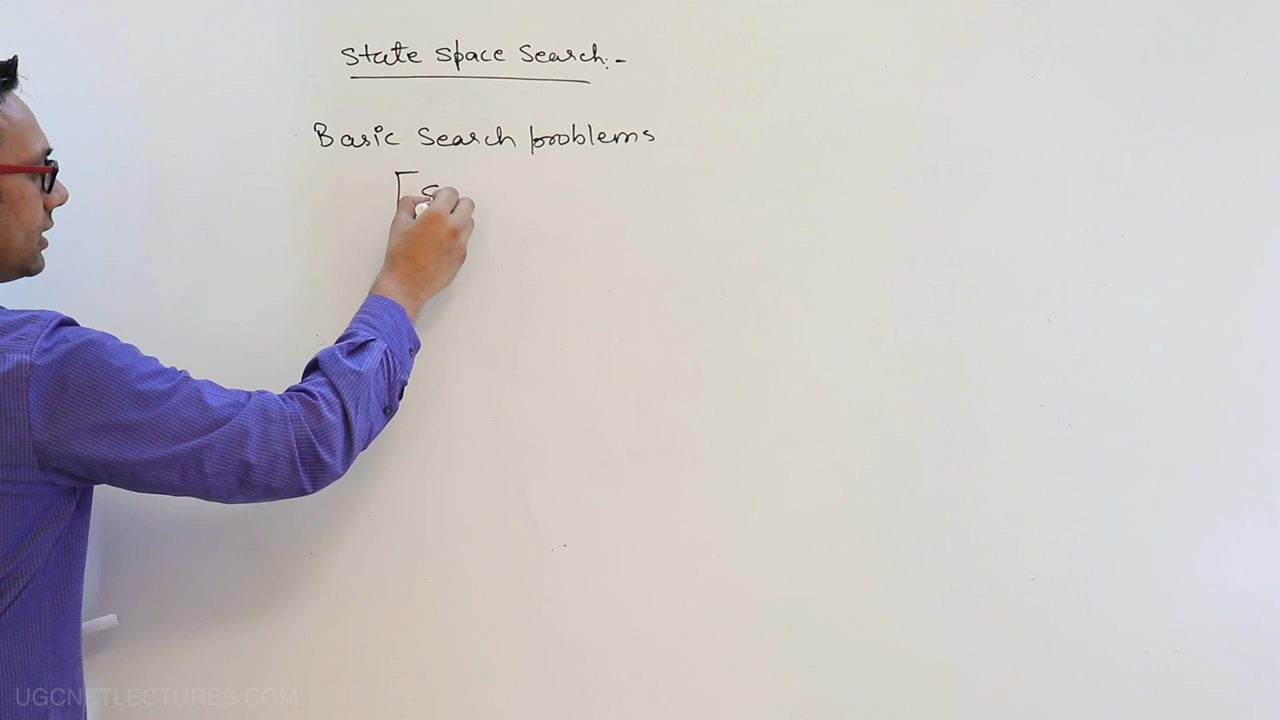 State space search:-
Basic search problems
[ S
UGCNETLECTURES.COM